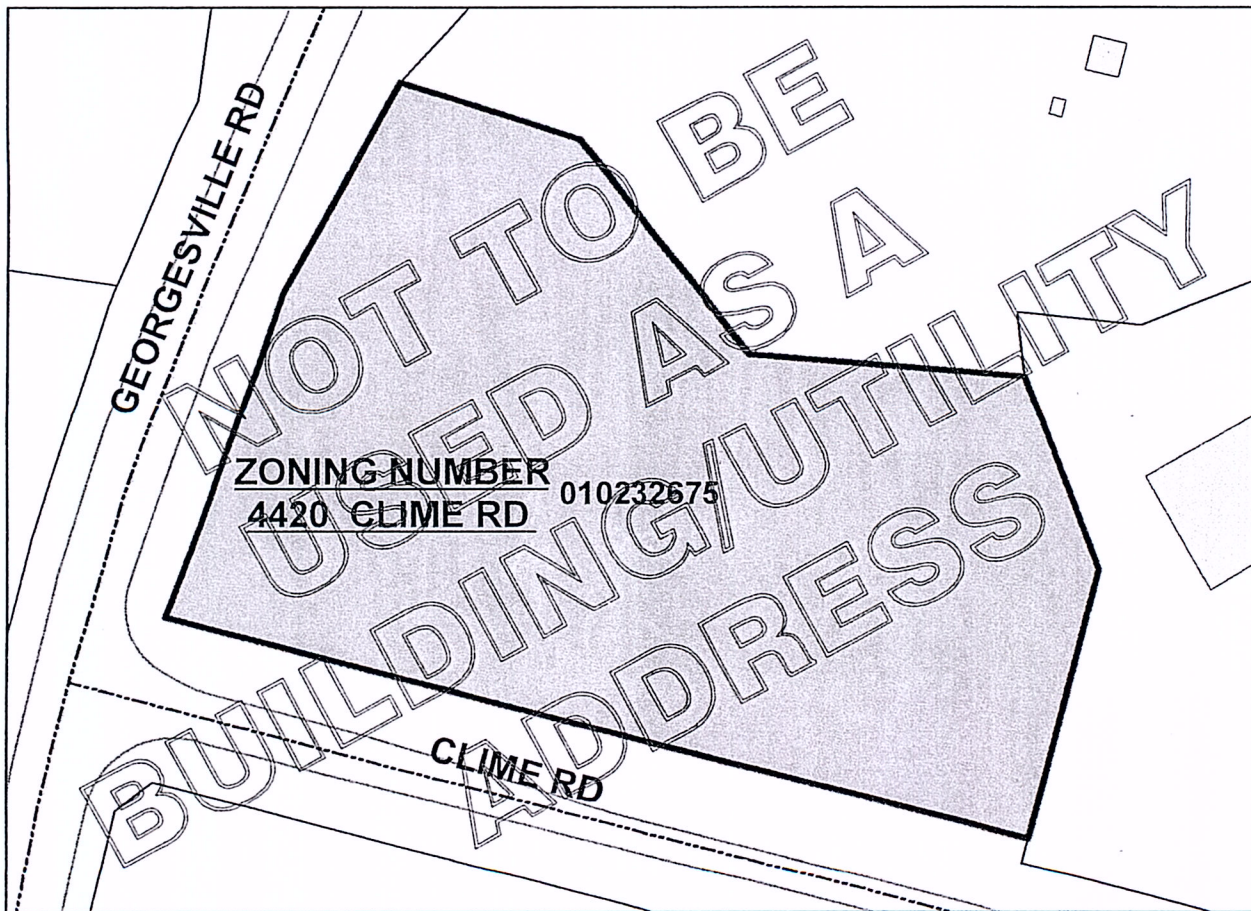 GEORGESVILLE RD
NOT TO BE
USED AS A
BUILDING/UTILITY
ADDRESS
ZONING NUMBER
4420 CLIME RD
010232675
CLIME RD